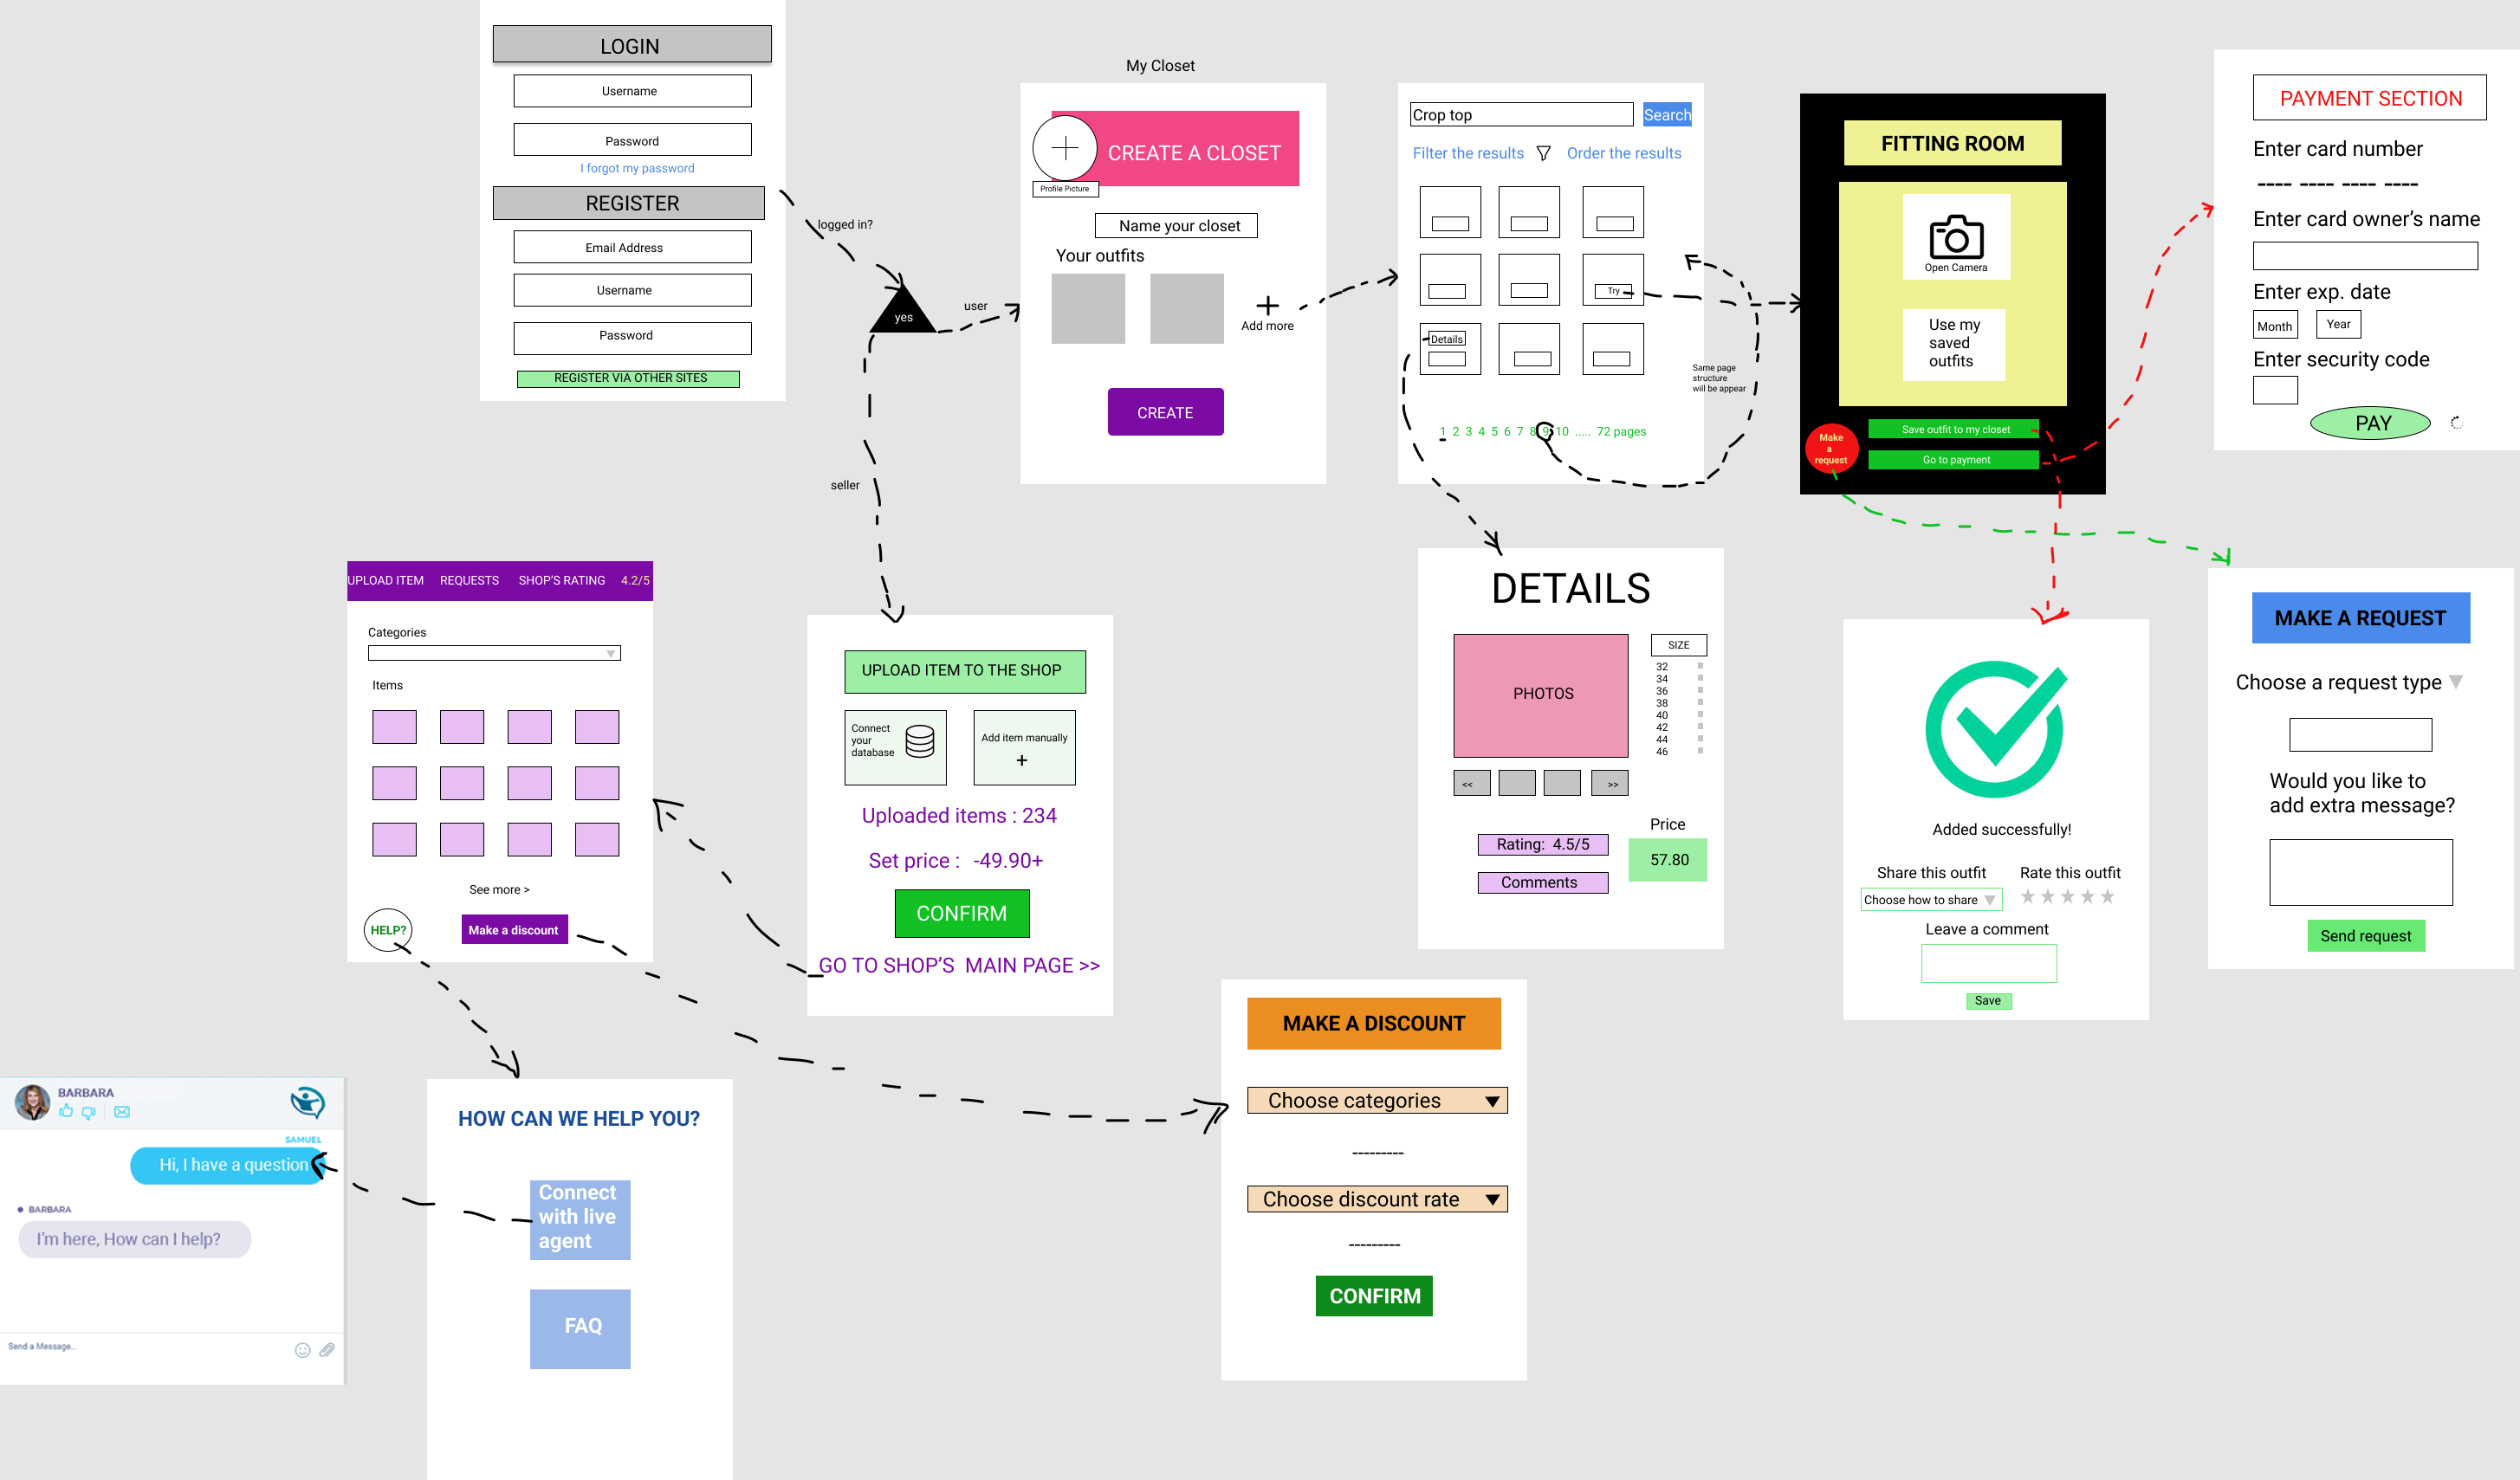 LOGIN
Username
Password
I forgot my password
REGISTER
Email Address
Username
Password
REGISTER VIA OTHER SITES
logged in?
yes
user
seller
My Closet
CREATE A CLOSET
Profile Picture
Name your closet
Your outfits
Add more
CREATE
Crop top
Search
Filter the results
Order the results
Try
Details
Same page
structure
will be appear
1 2 3 4 5 6 7 8 9 10 ..... 72 pages
FITTING ROOM
Open Camera
Use my
saved
outfits
Make
a
request
Save outfit to my closet
Go to payment
PAYMENT SECTION
Enter card number
---- ---- ---- ----
Enter card owner's name
Enter exp. date
Month
Year
Enter security code
PAY
UPLOAD ITEM
REQUESTS
SHOP'S RATING
4.2/5
Categories
Items
See more >
HELP?
Make a discount
UPLOAD ITEM TO THE SHOP
Connect
your
database
Add item manually
+
Uploaded items : 234
Set price : -49.90+
CONFIRM
GO TO SHOP'S MAIN PAGE >>
DETAILS
PHOTOS
SIZE
32
34
36
38
40
42
44
46
<<
>>
Rating: 4.5/5
Comments
Price
57.80
Added successfully!
Share this outfit
Choose how to share
Rate this outfit
Leave a comment
Save
MAKE A REQUEST
Choose a request type
Would you like to
add extra message?
Send request
MAKE A DISCOUNT
Choose categories
---------
Choose discount rate
---------
CONFIRM
HOW CAN WE HELP YOU?
Connect
with live
agent
FAQ
BARBARA
SAMUEL
Hi, I have a question
BARBARA
I'm here, How can I help?
Send a Message...